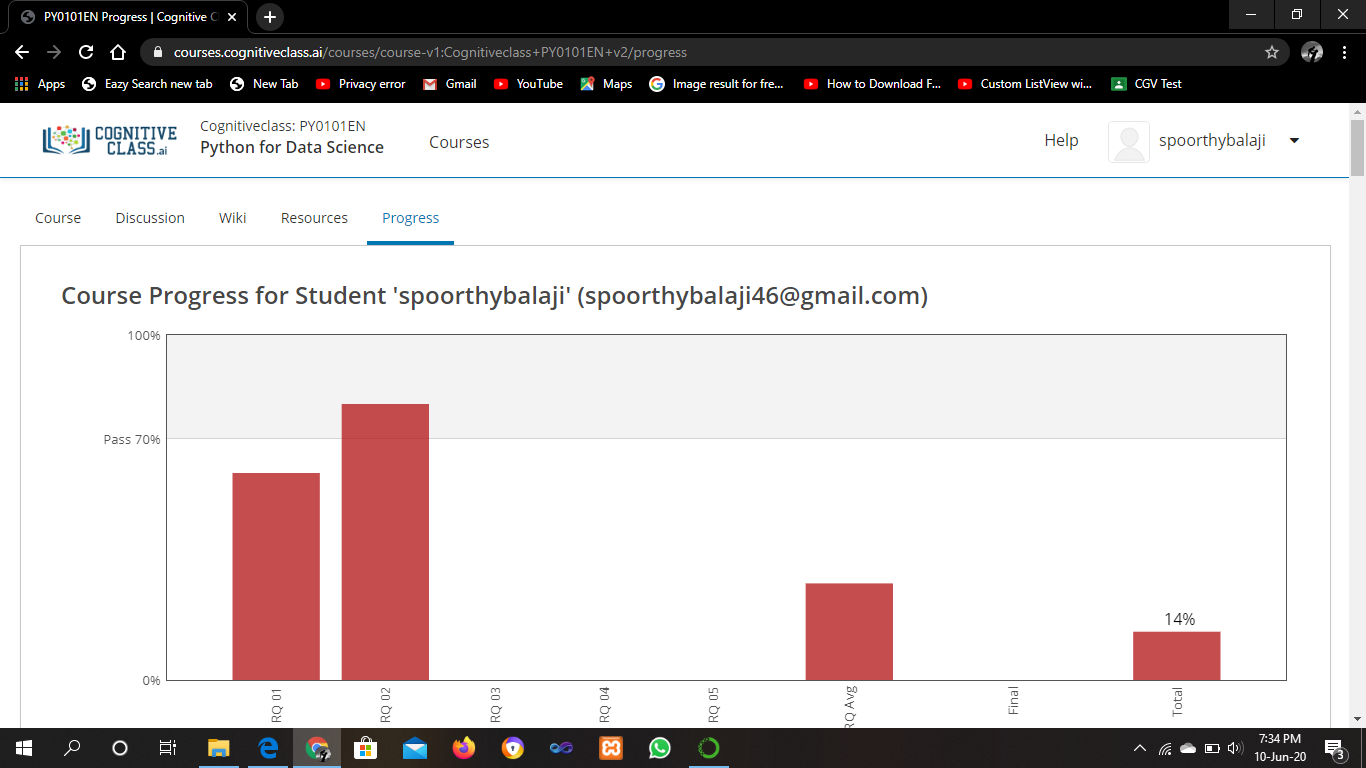 PY0101EN Progress | Cognitive C
courses.cognitiveclass.ai/courses/course-v1:Cognitiveclass+PY0101EN+v2/progress
Apps Eazy Search new tab New Tab Privacy error Gmail YouTube Maps Image result for fre... How to Download F... Custom ListView wi... CGV Test
COGNITIVE
CLASS.ai
Cognitiveclass: PY0101EN
Python for Data Science
Courses
Help
spoorthybalaji
Course Discussion Wiki Resources Progress
Course Progress for Student 'spoorthybalaji' (spoorthybalaji46@gmail.com)
100%
Pass 70%
14%
0%
RQ 01
RQ 02
RQ 03
RQ 04
RQ 05
RQ Avg
Final
Total
7:34 PM
10-Jun-20
3